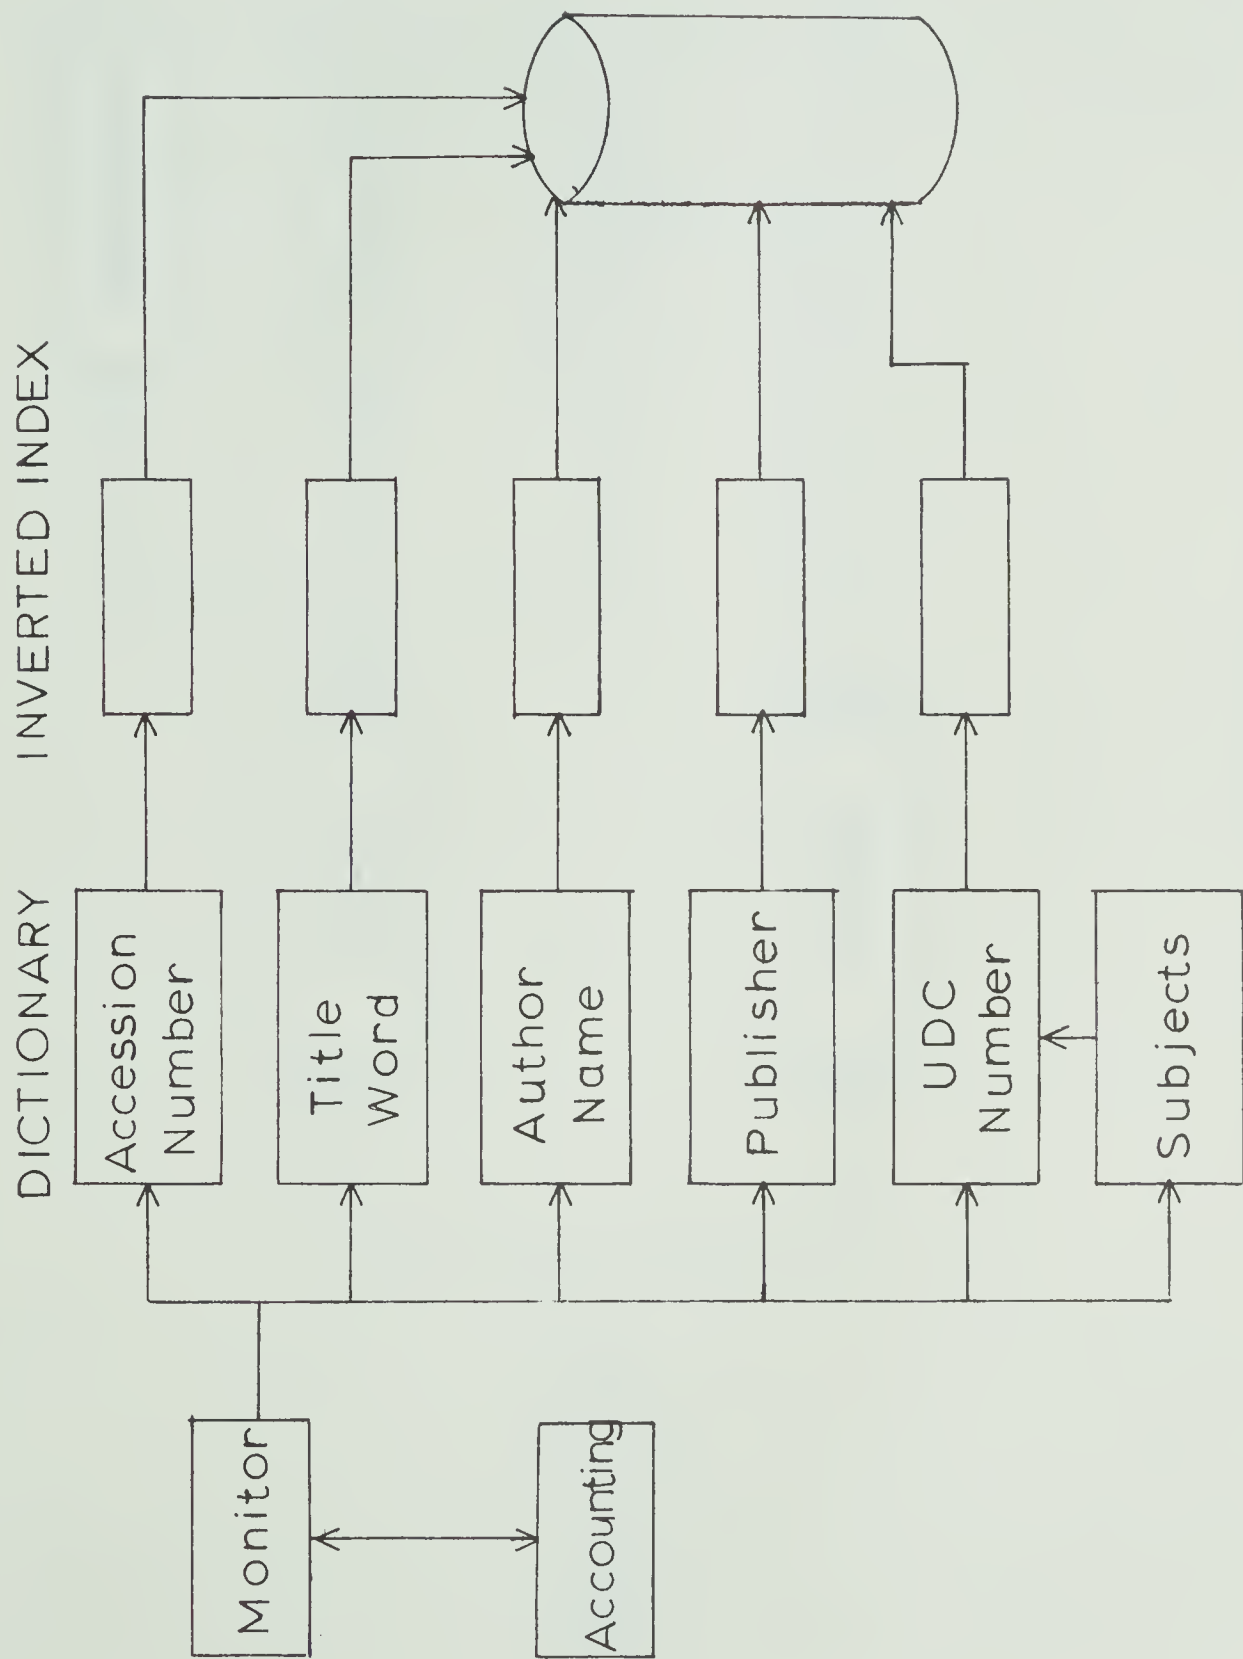 DICTIONARY
INVERTED INDEX
Monitor
Accounting
Accession
Number
Title
Word
Author
Name
Publisher
UDC
Number
Subjects